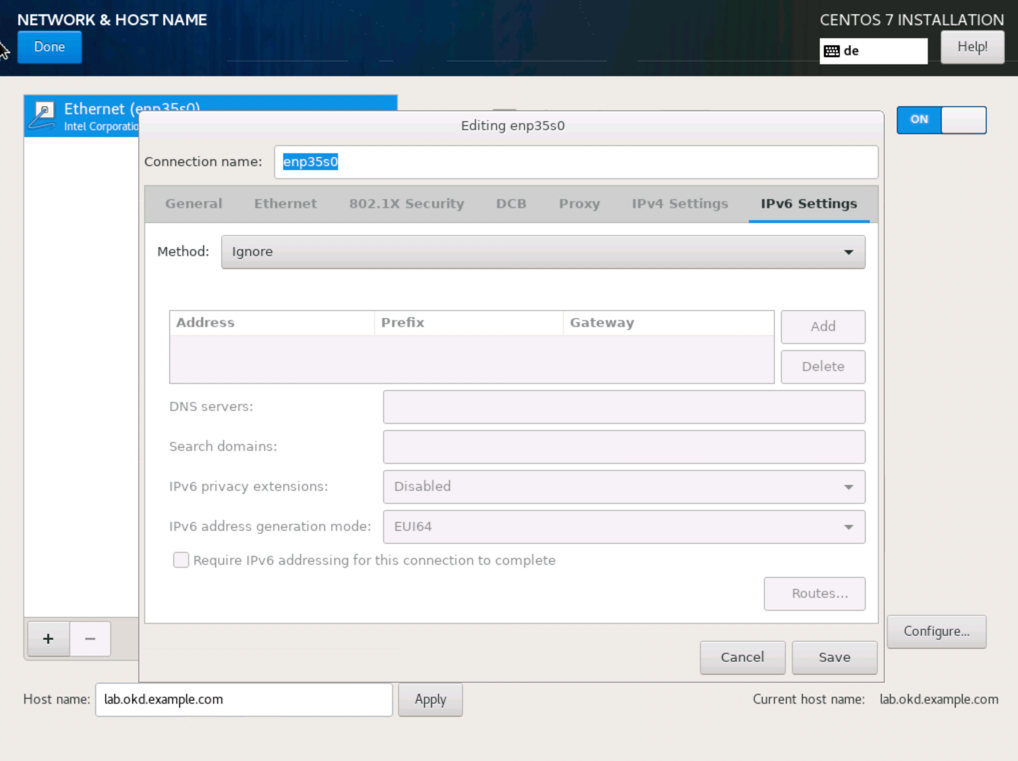 NETWORK & HOST NAME
CENTOS 7 INSTALLATION
Done
de
Help!
Ethernet (enp35s0)
Intel Corporatio
ON
Editing enp35s0
Connection name: enp35s0
General Ethernet 802.1X Security DCB Proxy IPv4 Settings IPv6 Settings
Method: Ignore
Address Prefix Gateway
Add
Delete
DNS servers:
Search domains:
IPv6 privacy extensions: Disabled
IPv6 address generation mode: EUI64
Require IPv6 addressing for this connection to complete
Routes...
+ −
Configure...
Cancel Save
Host name: lab.okd.example.com Apply Current host name: lab.okd.example.com